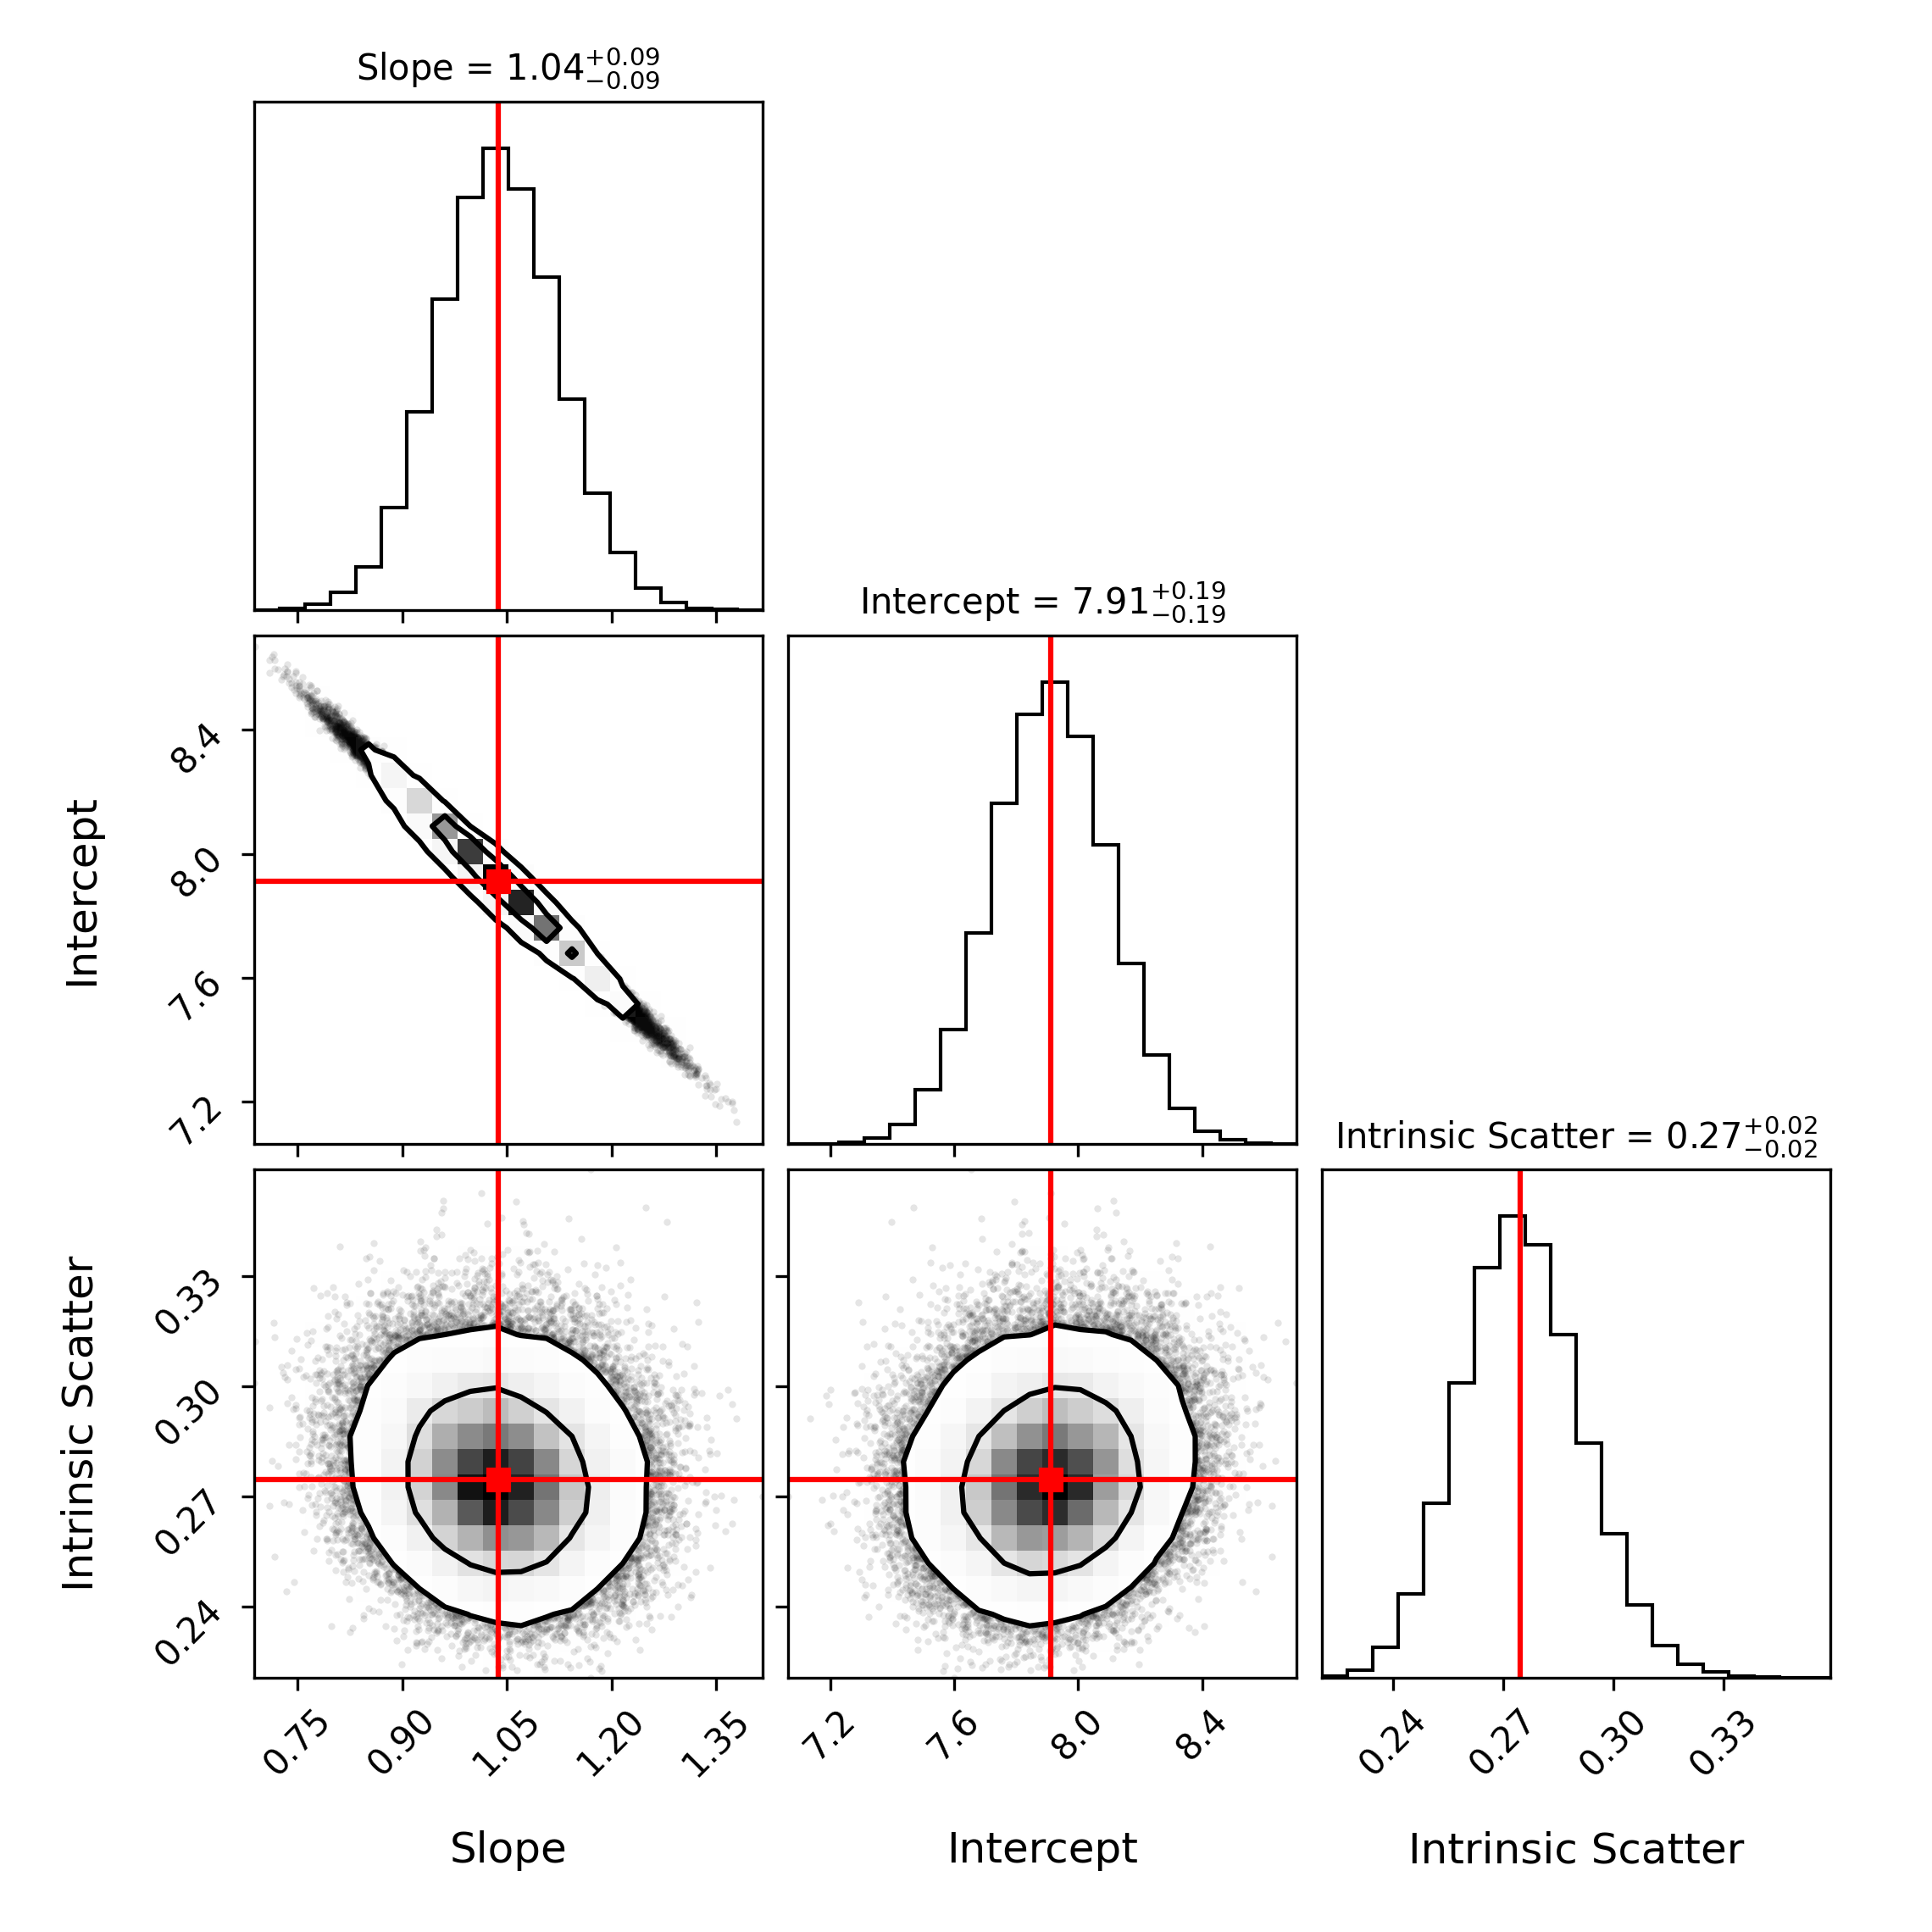 Slope = 1.04+0.09 −0.09
Intercept
8.4
8.0
7.6
7.2
Intercept = 7.91+0.19 −0.19
Intrinsic Scatter
0.33
0.30
0.27
0.24
Intrinsic Scatter = 0.27+0.02 −0.02
0.75 0.90 1.05 1.20 1.35
7.2 7.6 8.0 8.4
0.24 0.27 0.30 0.33
Slope
Intercept
Intrinsic Scatter